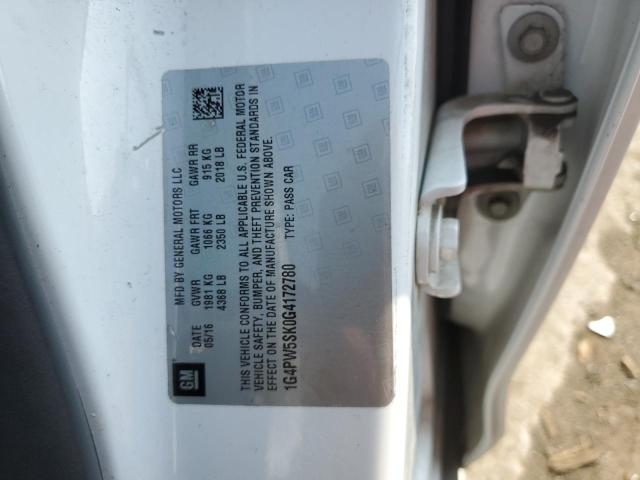 MFD BY GENERAL MOTORS LLC
DATE GVWR GAWR FRT GAWR RR
05/16 1981 KG 1066 KG 915 KG
4368 LB 2350 LB 2018 LB
THIS VEHICLE CONFORMS TO ALL APPLICABLE U.S. FEDERAL MOTOR
VEHICLE SAFETY, BUMPER, AND THEFT PREVENTION STANDARDS IN
EFFECT ON THE DATE OF MANUFACTURE SHOWN ABOVE.
1G4PW5SK0G4172780 TYPE: PASS CAR
GM